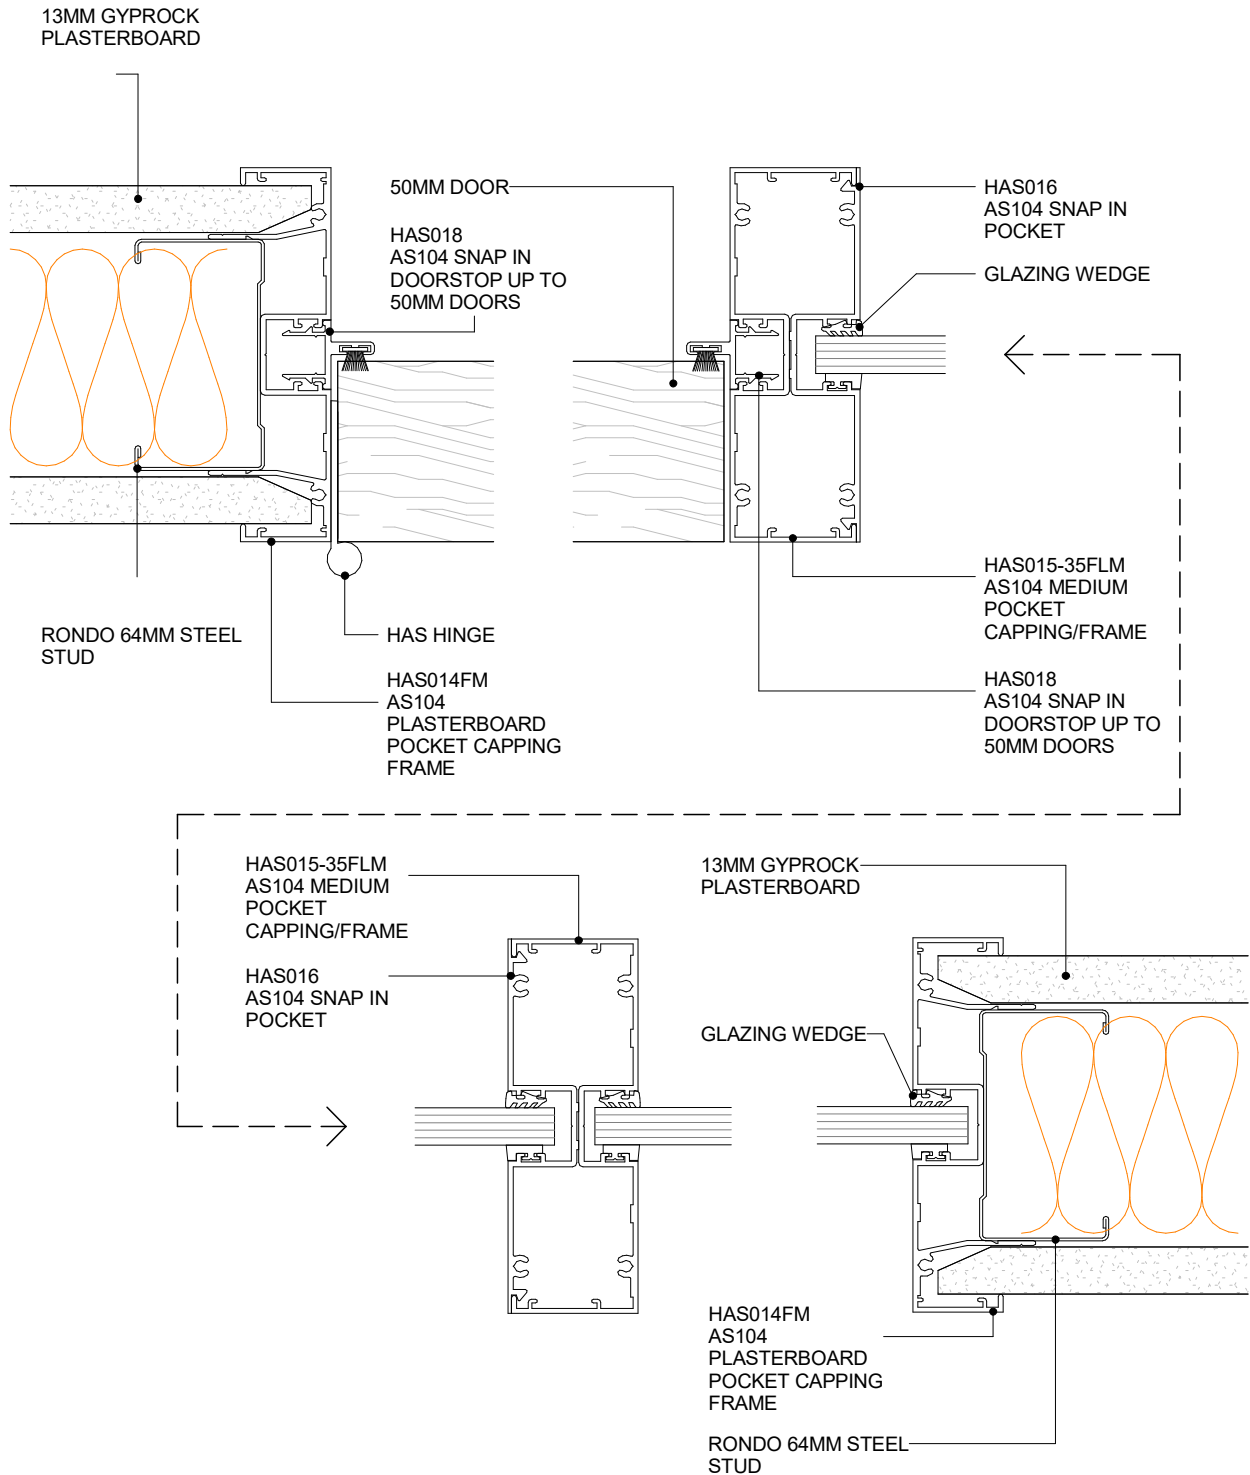 13MM GYPROCK
PLASTERBOARD
50MM DOOR
HAS018
AS104 SNAP IN
DOORSTOP UP TO
50MM DOORS
HAS016
AS104 SNAP IN
POCKET
GLAZING WEDGE
HAS015-35FLM
AS104 MEDIUM
POCKET
CAPPING/FRAME
RONDO 64MM STEEL
STUD
HAS HINGE
HAS014FM
AS104
PLASTERBOARD
POCKET CAPPING
FRAME
HAS018
AS104 SNAP IN
DOORSTOP UP TO
50MM DOORS
HAS015-35FLM
AS104 MEDIUM
POCKET
CAPPING/FRAME
HAS016
AS104 SNAP IN
POCKET
13MM GYPROCK
PLASTERBOARD
GLAZING WEDGE
HAS014FM
AS104
PLASTERBOARD
POCKET CAPPING
FRAME
RONDO 64MM STEEL
STUD